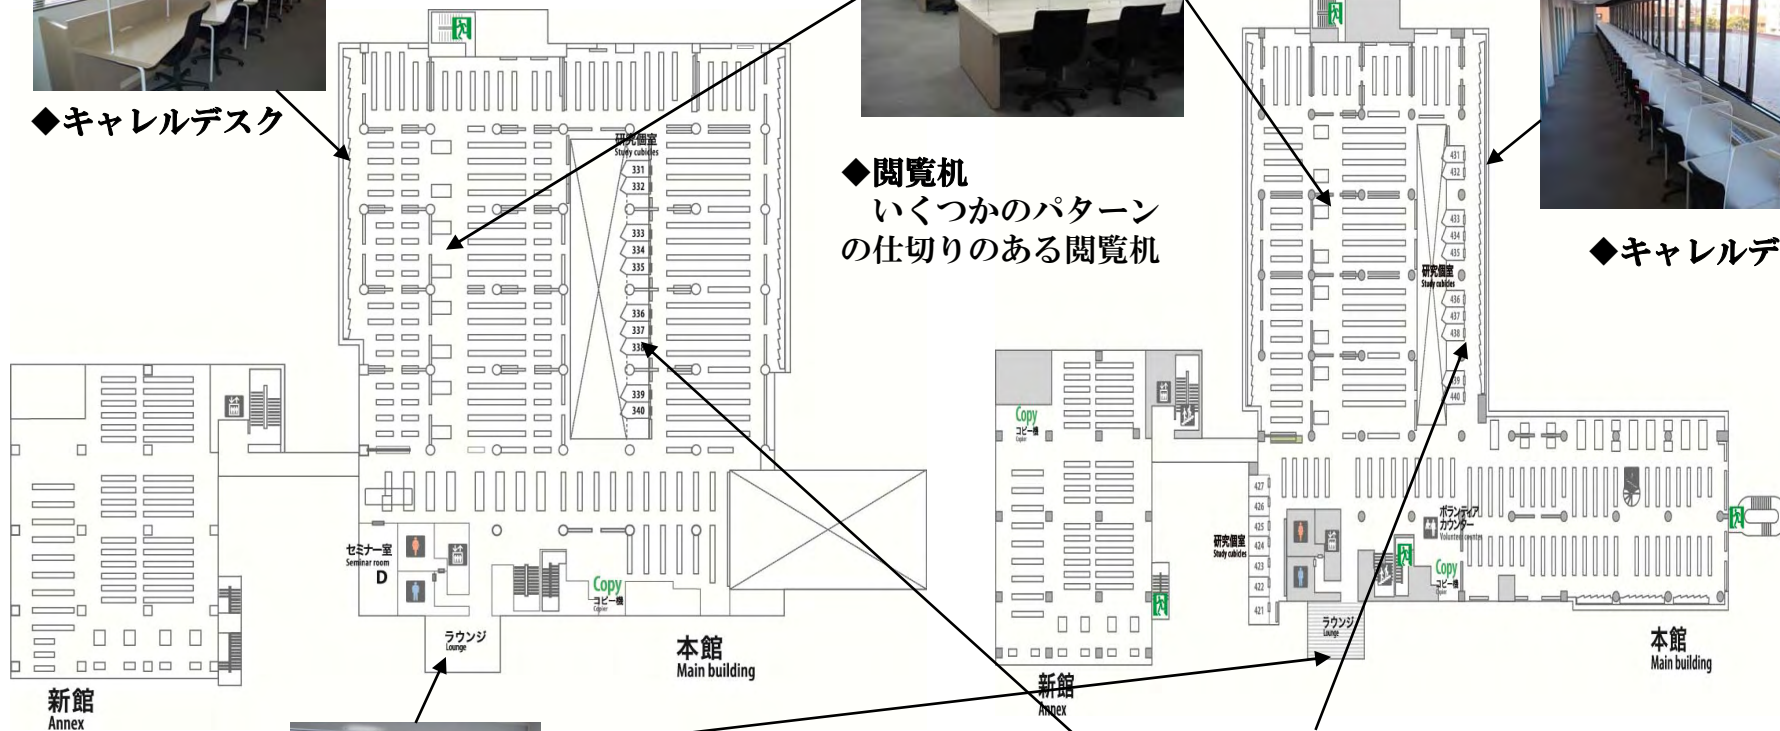 ◆キャレルデスク
◆閲覧机
いくつかのパターン
の仕切りのある閲覧机
◆キャレルデ
研究個室
Study cubicles
331
332
333
334
335
336
337
338
339
340
セミナー室
Seminar room
D
Copy
コピー機
Copier
ラウンジ
Lounge
本館
Main building
新館
Annex
研究個室
Study cubicles
431
432
433
434
435
436
437
438
439
440
Copy
コピー機
Copier
427
426
425
424
423
422
421
研究個室
Study cubicles
ボランティア
カウンター
Volunteer counter
Copy
コピー機
Copier
ラウンジ
Lounge
本館
Main building
新館
Annex